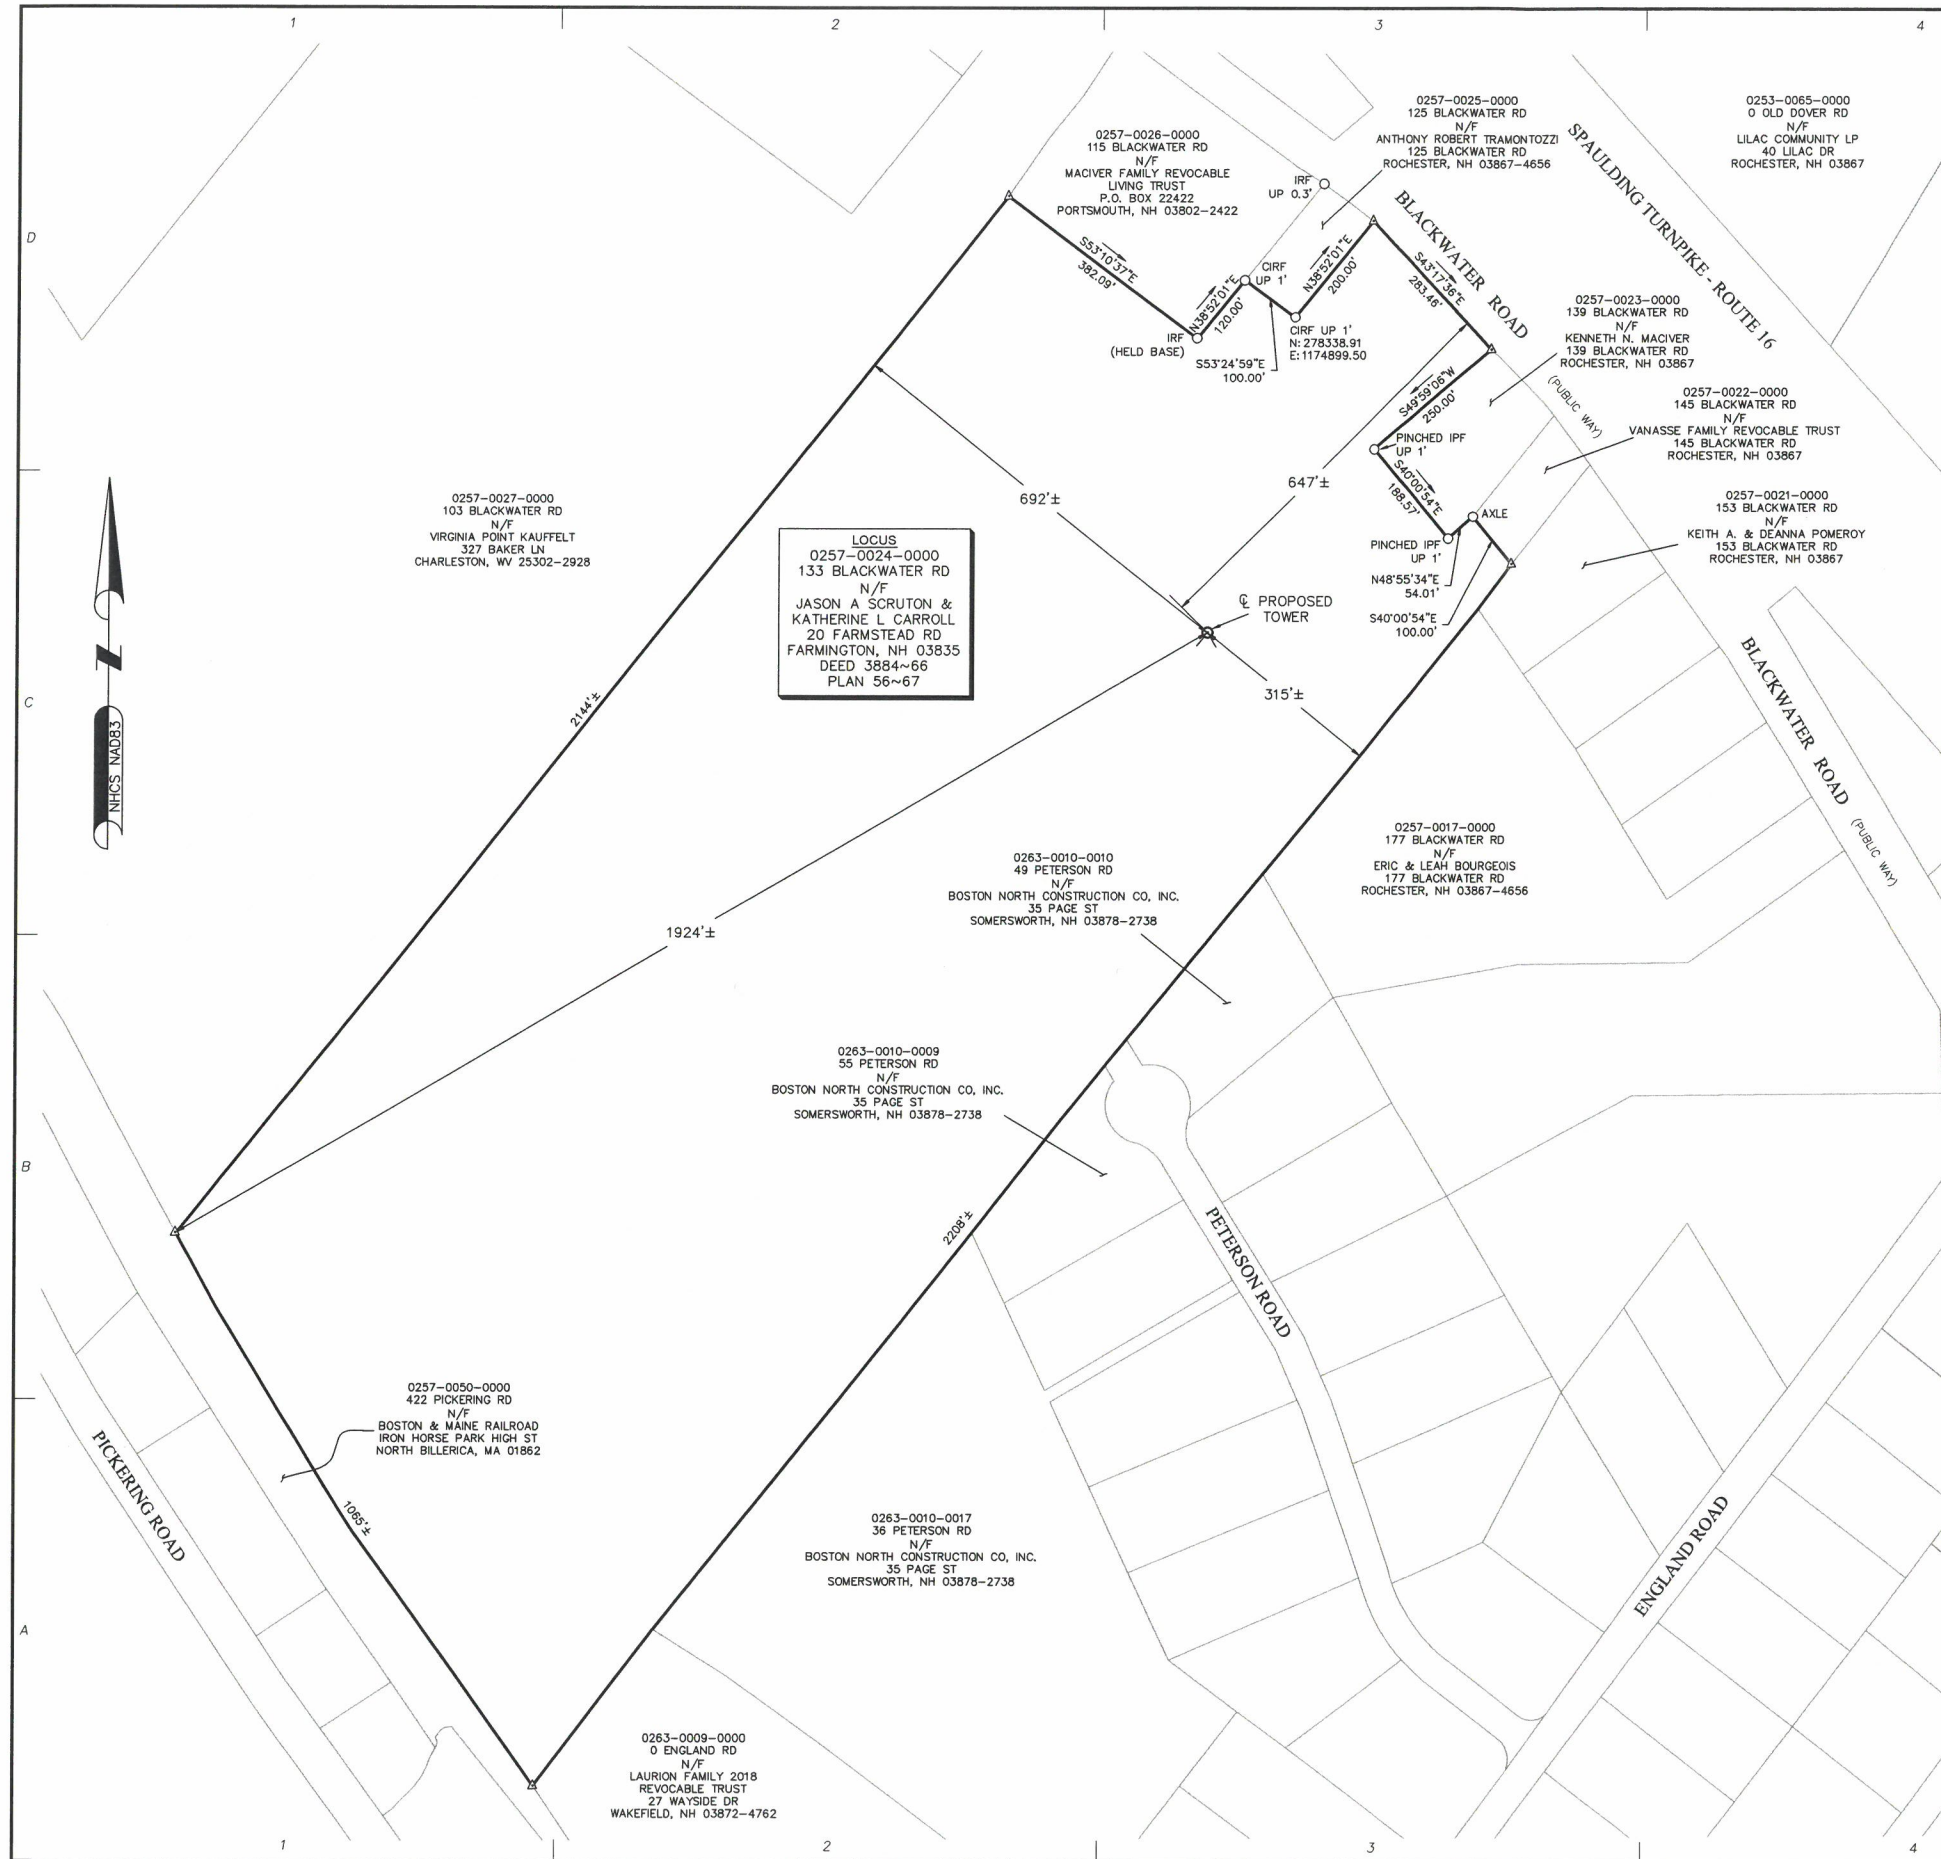 1
2
3
4
0257-0025-0000
125 BLACKWATER RD
N/F
ANTHONY ROBERT TRAMONTOZZI
125 BLACKWATER RD
ROCHESTER, NH 03867-4656
0253-0065-0000
0 OLD DOVER RD
N/F
LILAC COMMUNITY LP
40 LILAC DR
ROCHESTER, NH 03867
0257-0026-0000
115 BLACKWATER RD
N/F
MACIVER FAMILY REVOCABLE
LIVING TRUST
P.O. BOX 22422
PORTSMOUTH, NH 03802-2422
SPAULDING TURNPIKE - ROUTE 16
IRF
UP 0.3'
BLACKWATER ROAD
D
S53°10'37"E
382.09'
N38°52'01"E
120.00'
CIRF
UP 1'
N38°52'01"E
200.00'
S43°17'36"E
283.46'
IRF
(HELD BASE)
CIRF UP 1'
N: 278338.91
E: 1174899.50
S53°24'59"E
100.00'
0257-0023-0000
139 BLACKWATER RD
N/F
KENNETH N. MACIVER
139 BLACKWATER RD
ROCHESTER, NH 03867
(PUBLIC WAY)
S49°59'06"W
250.00'
0257-0022-0000
145 BLACKWATER RD
N/F
VANASSE FAMILY REVOCABLE TRUST
145 BLACKWATER RD
ROCHESTER, NH 03867
PINCHED IPF
UP 1'
S40°00'54"E
188.57'
692'±
647'±
0257-0027-0000
103 BLACKWATER RD
N/F
VIRGINIA POINT KAUFFELT
327 BAKER LN
CHARLESTON, WV 25302-2928
0257-0021-0000
153 BLACKWATER RD
N/F
KEITH A. & DEANNA POMEROY
153 BLACKWATER RD
ROCHESTER, NH 03867
AXLE
PINCHED IPF
UP 1'
N48°55'34"E
54.01'
S40°00'54"E
100.00'
LOCUS
0257-0024-0000
133 BLACKWATER RD
N/F
JASON A SCRUTON &
KATHERINE L CARROLL
20 FARMSTEAD RD
FARMINGTON, NH 03835
DEED 3884~66
PLAN 56~67
℄ PROPOSED
TOWER
N
NHCS NAD83
C
2144'±
315'±
BLACKWATER ROAD
(PUBLIC WAY)
0257-0017-0000
177 BLACKWATER RD
N/F
ERIC & LEAH BOURGEOIS
177 BLACKWATER RD
ROCHESTER, NH 03867-4656
0263-0010-0010
49 PETERSON RD
N/F
BOSTON NORTH CONSTRUCTION CO, INC.
35 PAGE ST
SOMERSWORTH, NH 03878-2738
1924'±
0263-0010-0009
55 PETERSON RD
N/F
BOSTON NORTH CONSTRUCTION CO, INC.
35 PAGE ST
SOMERSWORTH, NH 03878-2738
B
2208'±
PETERSON ROAD
0257-0050-0000
422 PICKERING RD
N/F
BOSTON & MAINE RAILROAD
IRON HORSE PARK HIGH ST
NORTH BILLERICA, MA 01862
PICKERING ROAD
1065'±
0263-0010-0017
36 PETERSON RD
N/F
BOSTON NORTH CONSTRUCTION CO, INC.
35 PAGE ST
SOMERSWORTH, NH 03878-2738
ENGLAND ROAD
A
0263-0009-0000
0 ENGLAND RD
N/F
LAURION FAMILY 2018
REVOCABLE TRUST
27 WAYSIDE DR
WAKEFIELD, NH 03872-4762
1
2
3
4